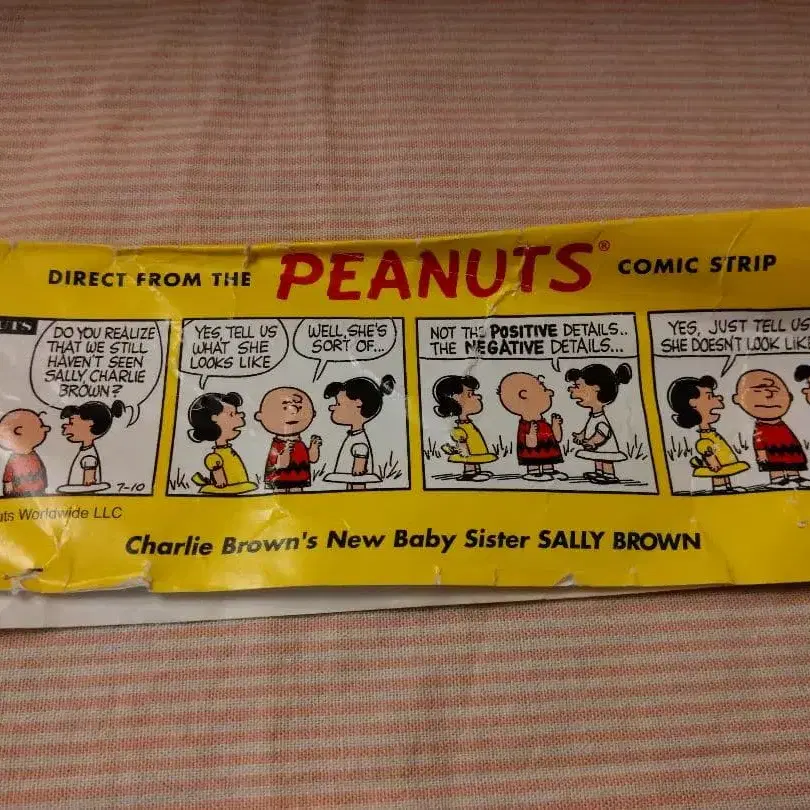 DIRECT FROM THE PEANUTS® COMIC STRIP
DO YOU REALIZE
THAT WE STILL
HAVEN'T SEEN
SALLY, CHARLIE
BROWN?
7-10
YES, TELL US
WHAT SHE
LOOKS LIKE
WELL, SHE'S
SORT OF...
NOT THE POSITIVE DETAILS..
THE NEGATIVE DETAILS...
YES, JUST TELL US
SHE DOESN'T LOOK LIKE
Worldwide LLC
Charlie Brown's New Baby Sister SALLY BROWN